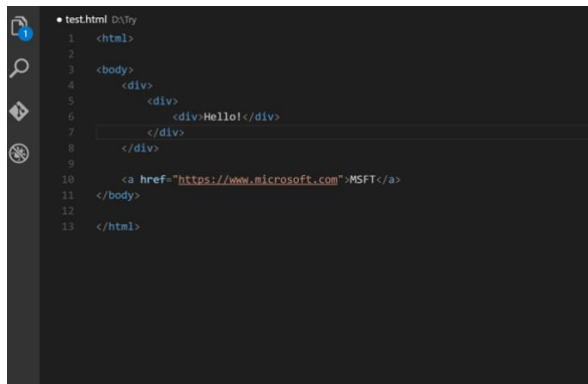 ● test.html D:\Try
1
1 <html>
2
3 <body>
4     <div>
5         <div>
6             <div>Hello!</div>
7         </div>
8     </div>
9
10     <a href="https://www.microsoft.com">MSFT</a>
11 </body>
12
13 </html>